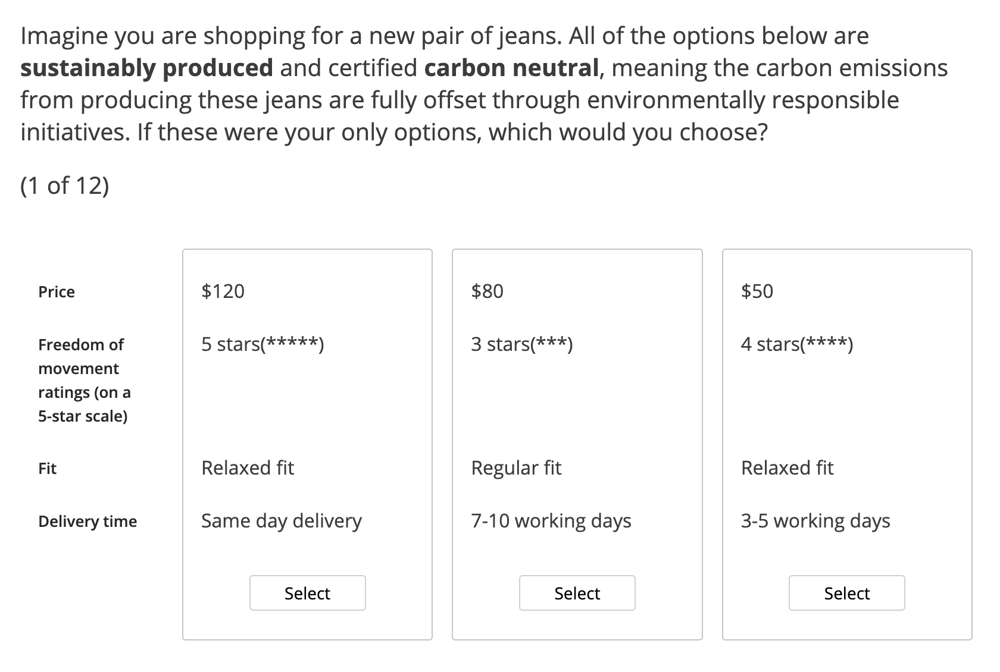 Imagine you are shopping for a new pair of jeans. All of the options below are
sustainably produced and certified carbon neutral, meaning the carbon emissions
from producing these jeans are fully offset through environmentally responsible
initiatives. If these were your only options, which would you choose?
(1 of 12)
Price $120 $80 $50
Freedom of 5 stars(*****) 3 stars(***) 4 stars(****)
movement
ratings (on a
5-star scale)
Fit Relaxed fit Regular fit Relaxed fit
Delivery time Same day delivery 7-10 working days 3-5 working days
Select Select Select